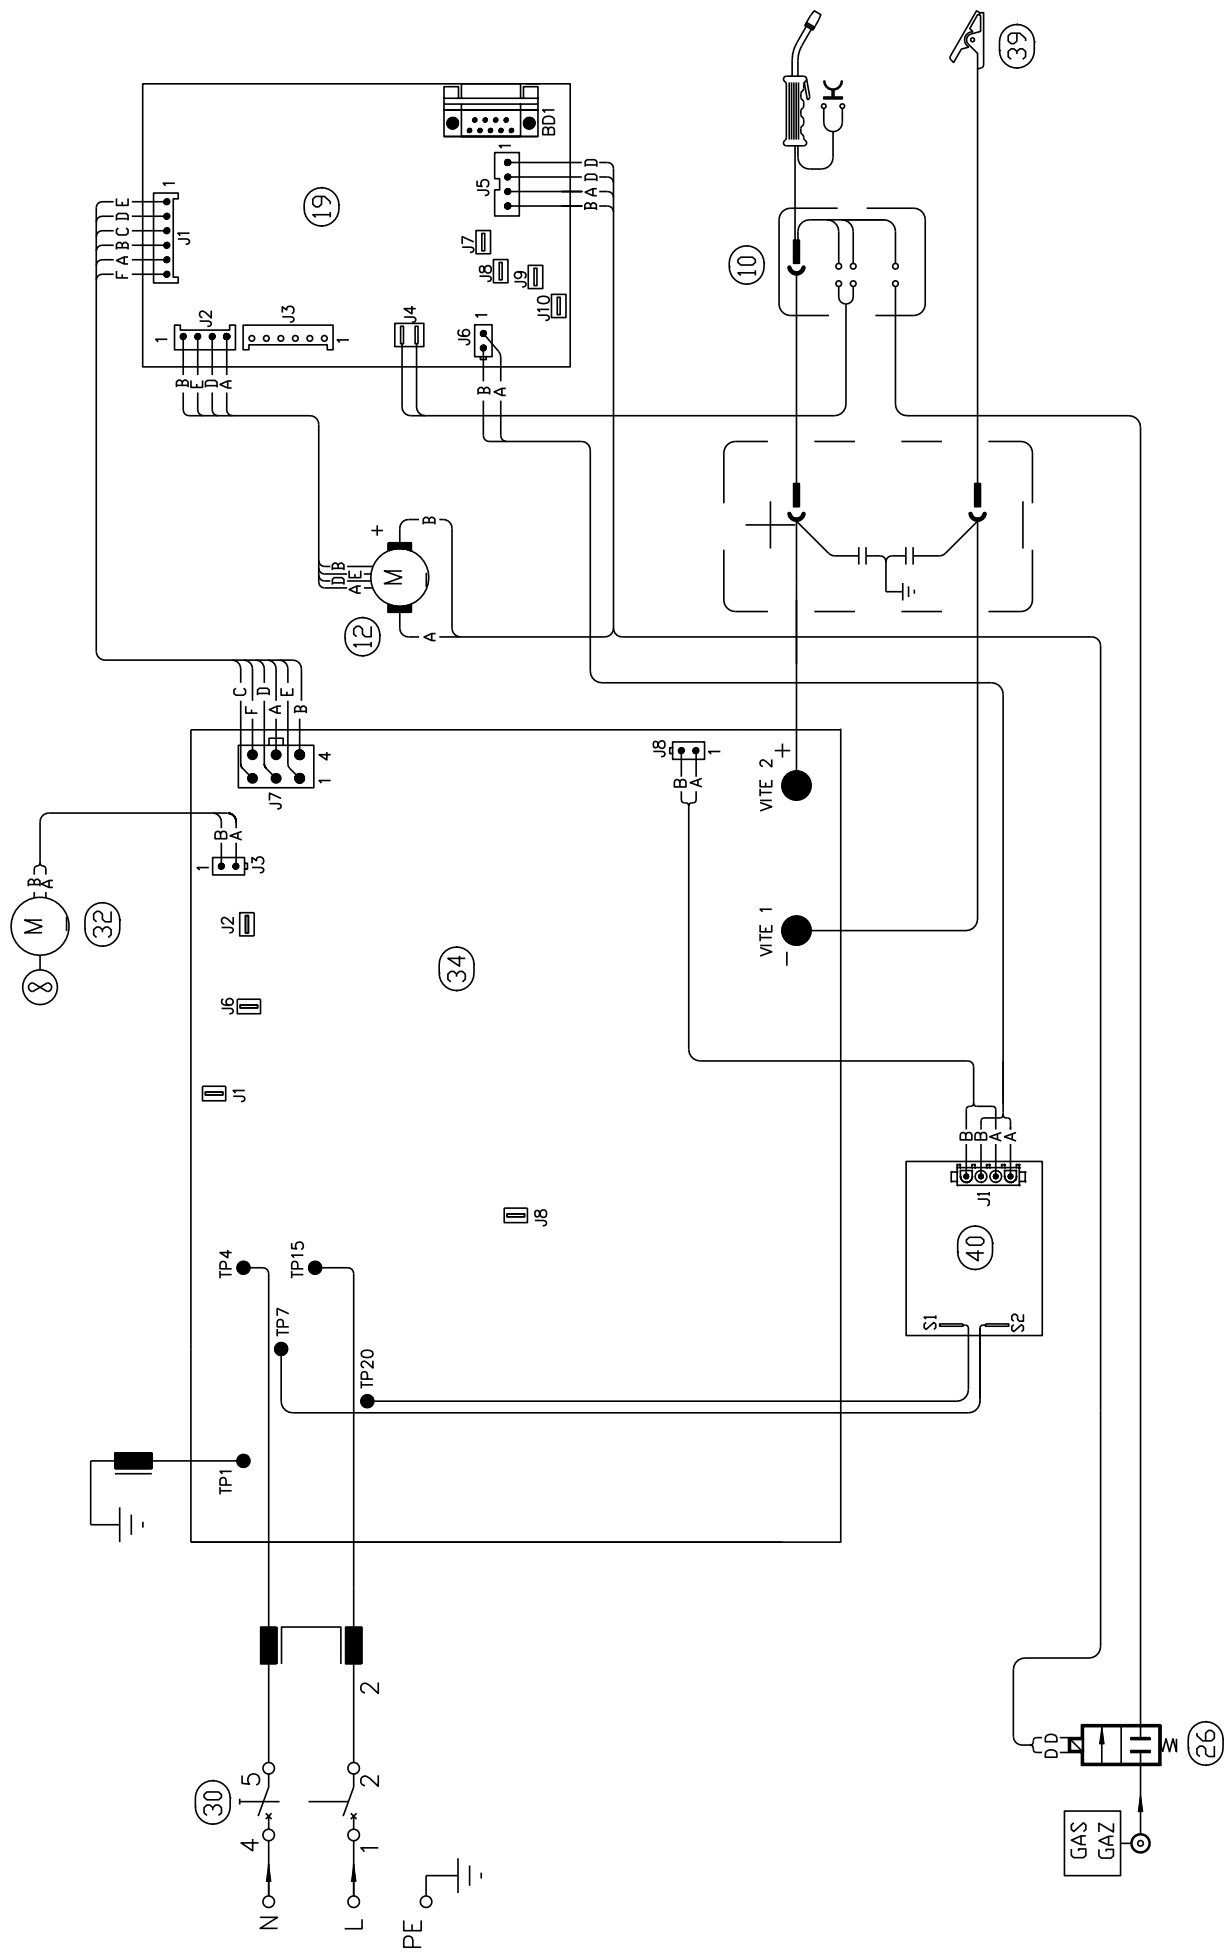 39
10
BD1
1
J5
D
D
A
B
19
1
E
D
C
B
A
F
J1
J7
J8
J9
J10
1
J2
J3
1
J4
J6
1
B
E
D
A
B
A
+
B
M
B
E
D
A
12
A
C
F
D
A
E
B
4
1
J7
J8
1
B
A
VITE 2
+
VITE 1
–
1
J3
B
A
B
A
M
32
8
J2
J6
J1
34
J8
TP4
TP15
TP7
TP20
TP1
B
B
A
A
J1
40
S1
S2
2
30
5
4
2
1
N
L
PE
D
D
26
GAS
GAZ